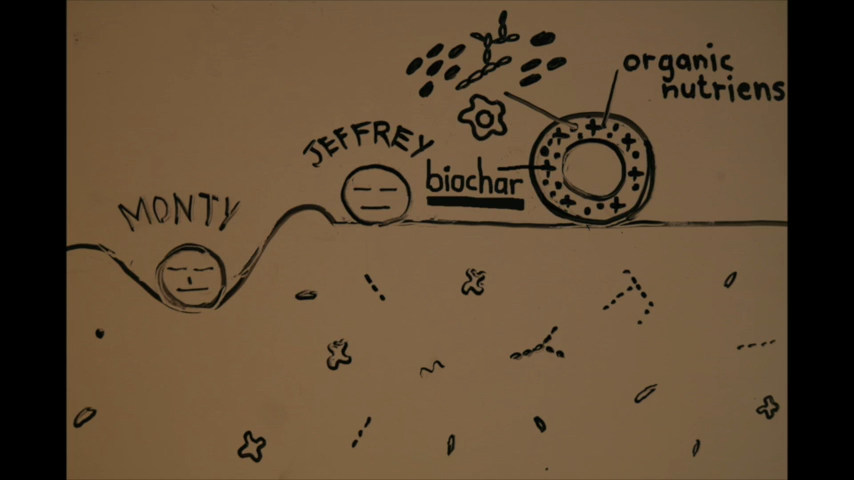 organic
nutriens
JEFFREY
biochar
MONTY